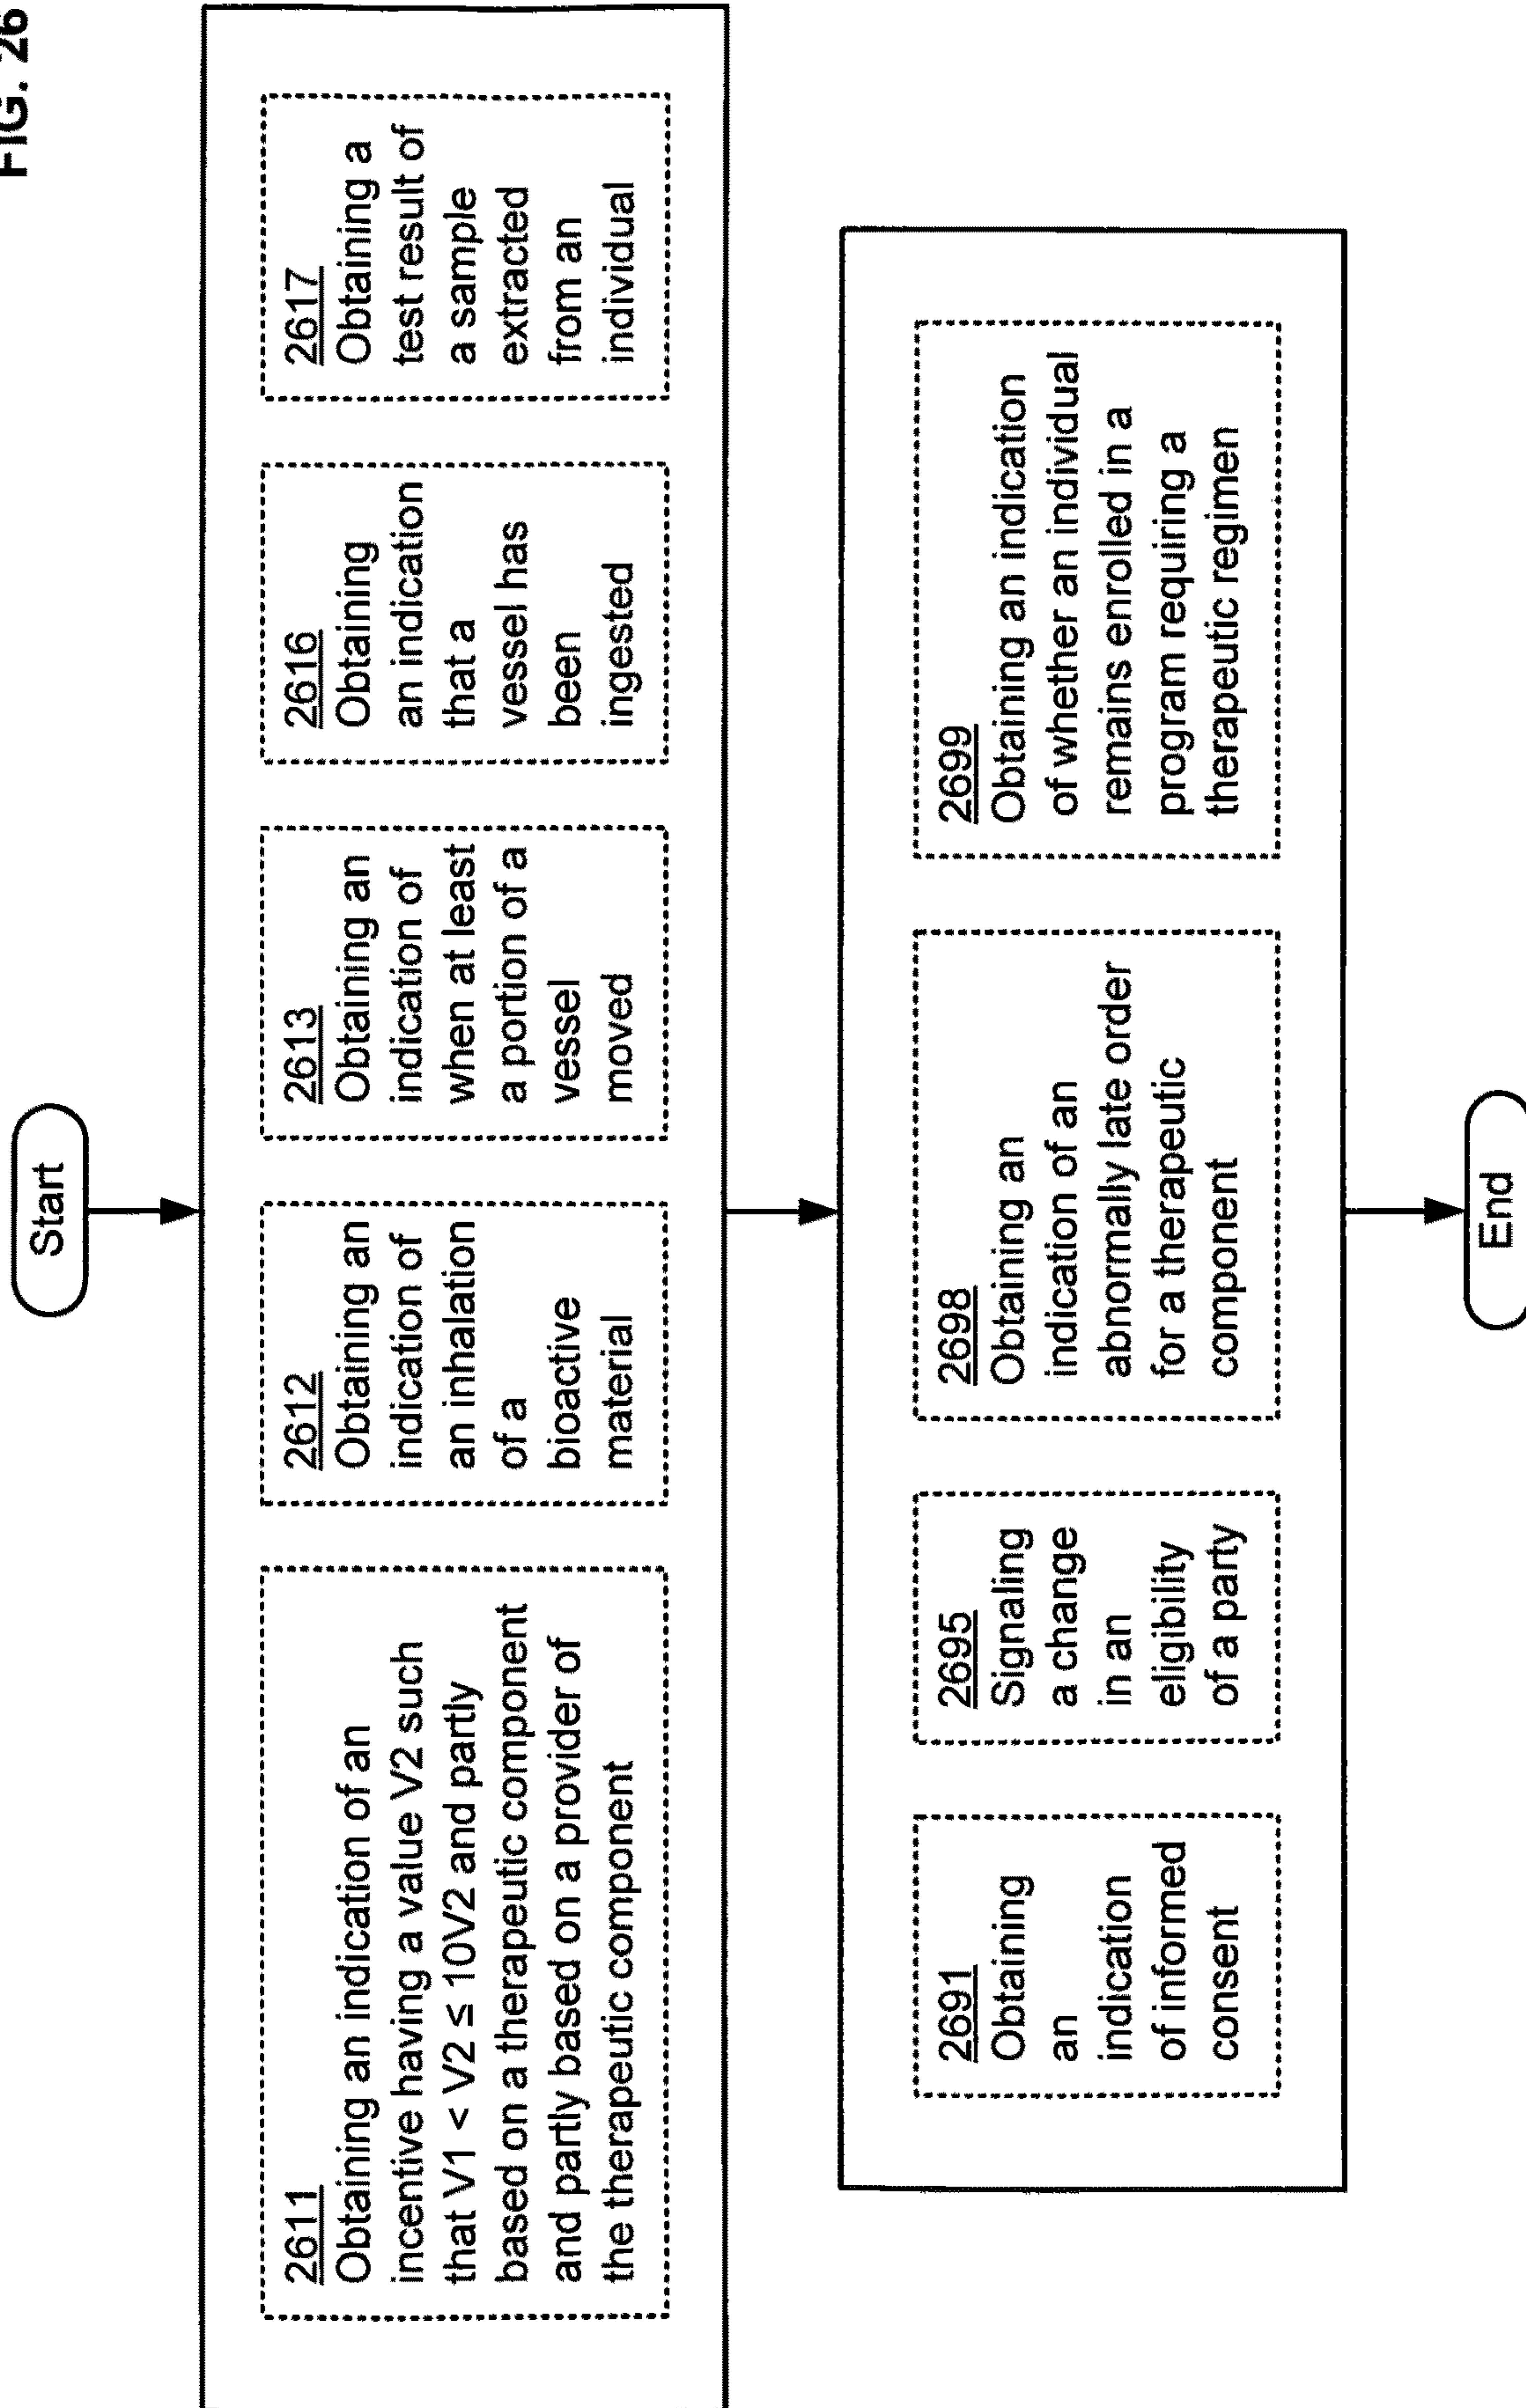 FIG. 26
Start
2611
Obtaining an indication of an
incentive having a value V2 such
that V1 < V2 ≤ 10V2 and partly
based on a therapeutic component
and partly based on a provider of
the therapeutic component
2612
Obtaining an
indication of
an inhalation
of a
bioactive
material
2613
Obtaining an
indication of
when at least
a portion of a
vessel
moved
2616
Obtaining
an indication
that a
vessel has
been
ingested
2617
Obtaining a
test result of
a sample
extracted
from an
individual
2691
Obtaining
an
indication
of informed
consent
2695
Signaling
a change
in an
eligibility
of a party
2698
Obtaining an
indication of an
abnormally late order
for a therapeutic
component
2699
Obtaining an indication
of whether an individual
remains enrolled in a
program requiring a
therapeutic regimen
End